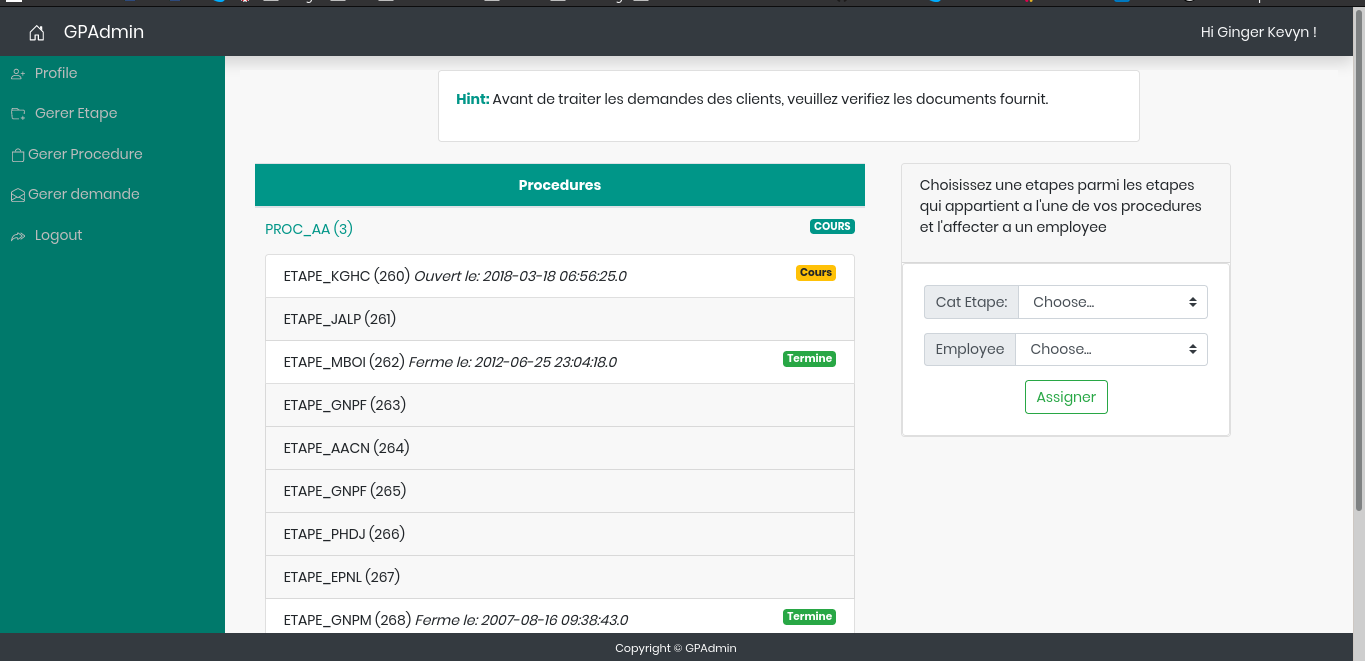 GPAdmin
Hi Ginger Kevyn !
Profile
Gerer Etape
Gerer Procedure
Gerer demande
Logout
Hint: Avant de traiter les demandes des clients, veuillez verifiez les documents fournit.
Procedures
PROC_AA (3)
COURS
ETAPE_KGHC (260) Ouvert le: 2018-03-18 06:56:25.0
Cours
ETAPE_JALP (261)
ETAPE_MBOI (262) Ferme le: 2012-06-25 23:04:18.0
Termine
ETAPE_GNPF (263)
ETAPE_AACN (264)
ETAPE_GNPF (265)
ETAPE_PHDJ (266)
ETAPE_EPNL (267)
ETAPE_GNPM (268) Ferme le: 2007-08-16 09:38:43.0
Termine
Choisissez une etapes parmi les etapes
qui appartient a l'une de vos procedures
et l'affecter a un employee
Cat Etape:
Choose...
Employee
Choose...
Assigner
Copyright © GPAdmin